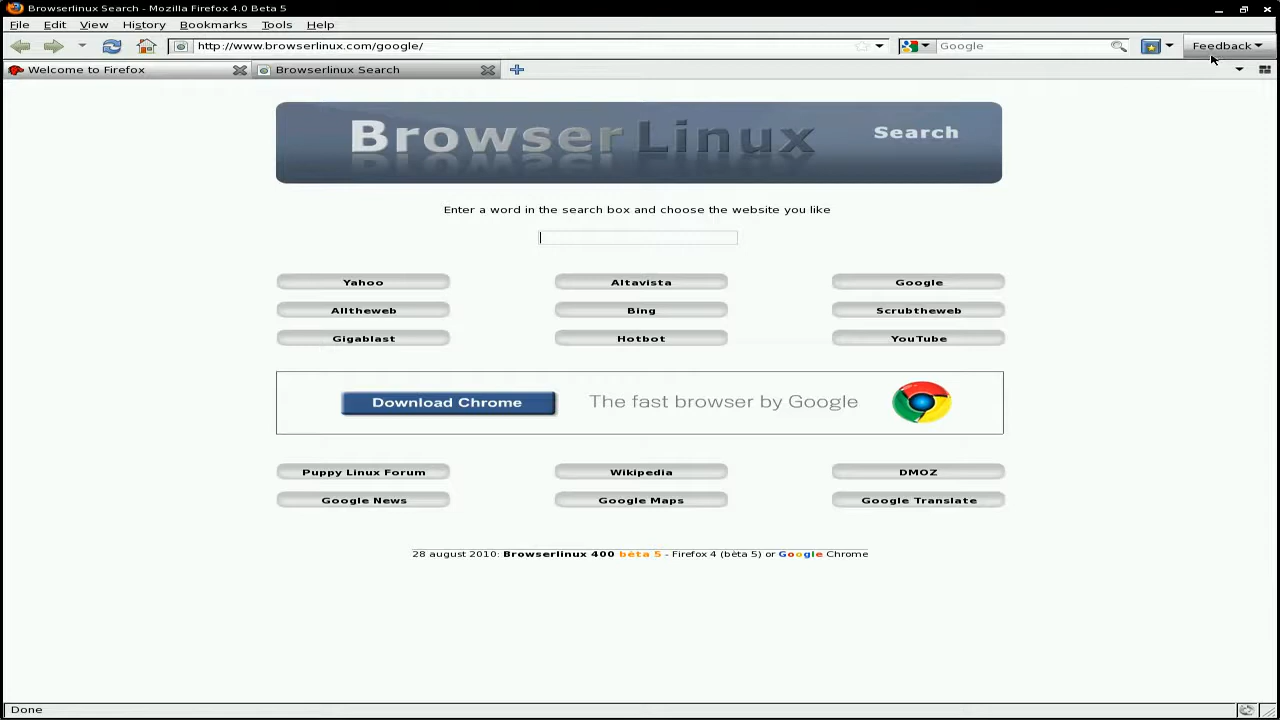 Browserlinux Search - Mozilla Firefox 4.0 Beta 5
File Edit View History Bookmarks Tools Help
http://www.browserlinux.com/google/ Google Feedback
Welcome to Firefox Browserlinux Search
BrowserLinux Search
Enter a word in the search box and choose the website you like
Yahoo Altavista Google
Alltheweb Bing Scrubtheweb
Gigablast Hotbot YouTube
Download Chrome The fast browser by Google
Puppy Linux Forum Wikipedia DMOZ
Google News Google Maps Google Translate
28 august 2010: Browserlinux 400 bèta 5 - Firefox 4 (bèta 5) or Google Chrome
Done